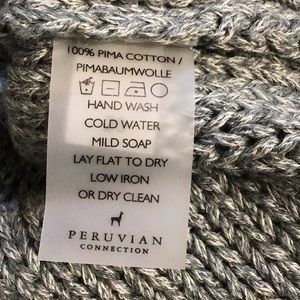 100% PIMA COTTON /
PIMABAUMWOLLE
HAND WASH
COLD WATER
MILD SOAP
LAY FLAT TO DRY
LOW IRON
OR DRY CLEAN
PERUVIAN
CONNECTION